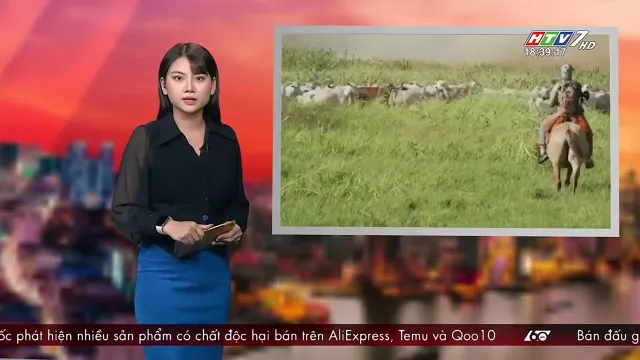 HTV7 HD
18:39:17
ốc phát hiện nhiều sản phẩm có chất độc hại bán trên AliExpress, Temu và Qoo10 60 Bán đấu g